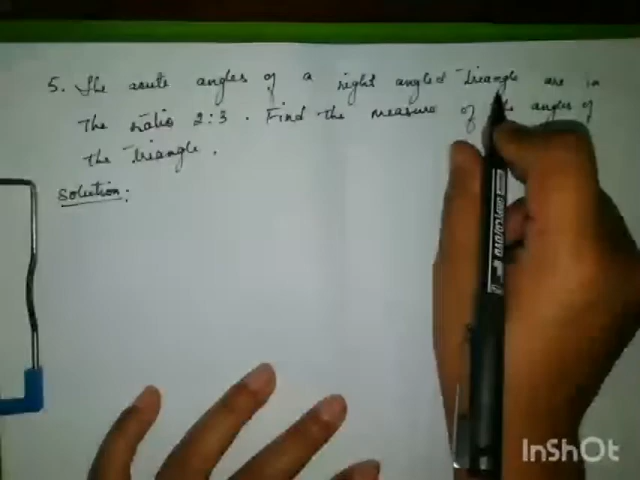 5. The acute angles of a right angled triangle are in
the ratio 2:3. Find the measure of angles of
the triangle.
Solution:
InShOt